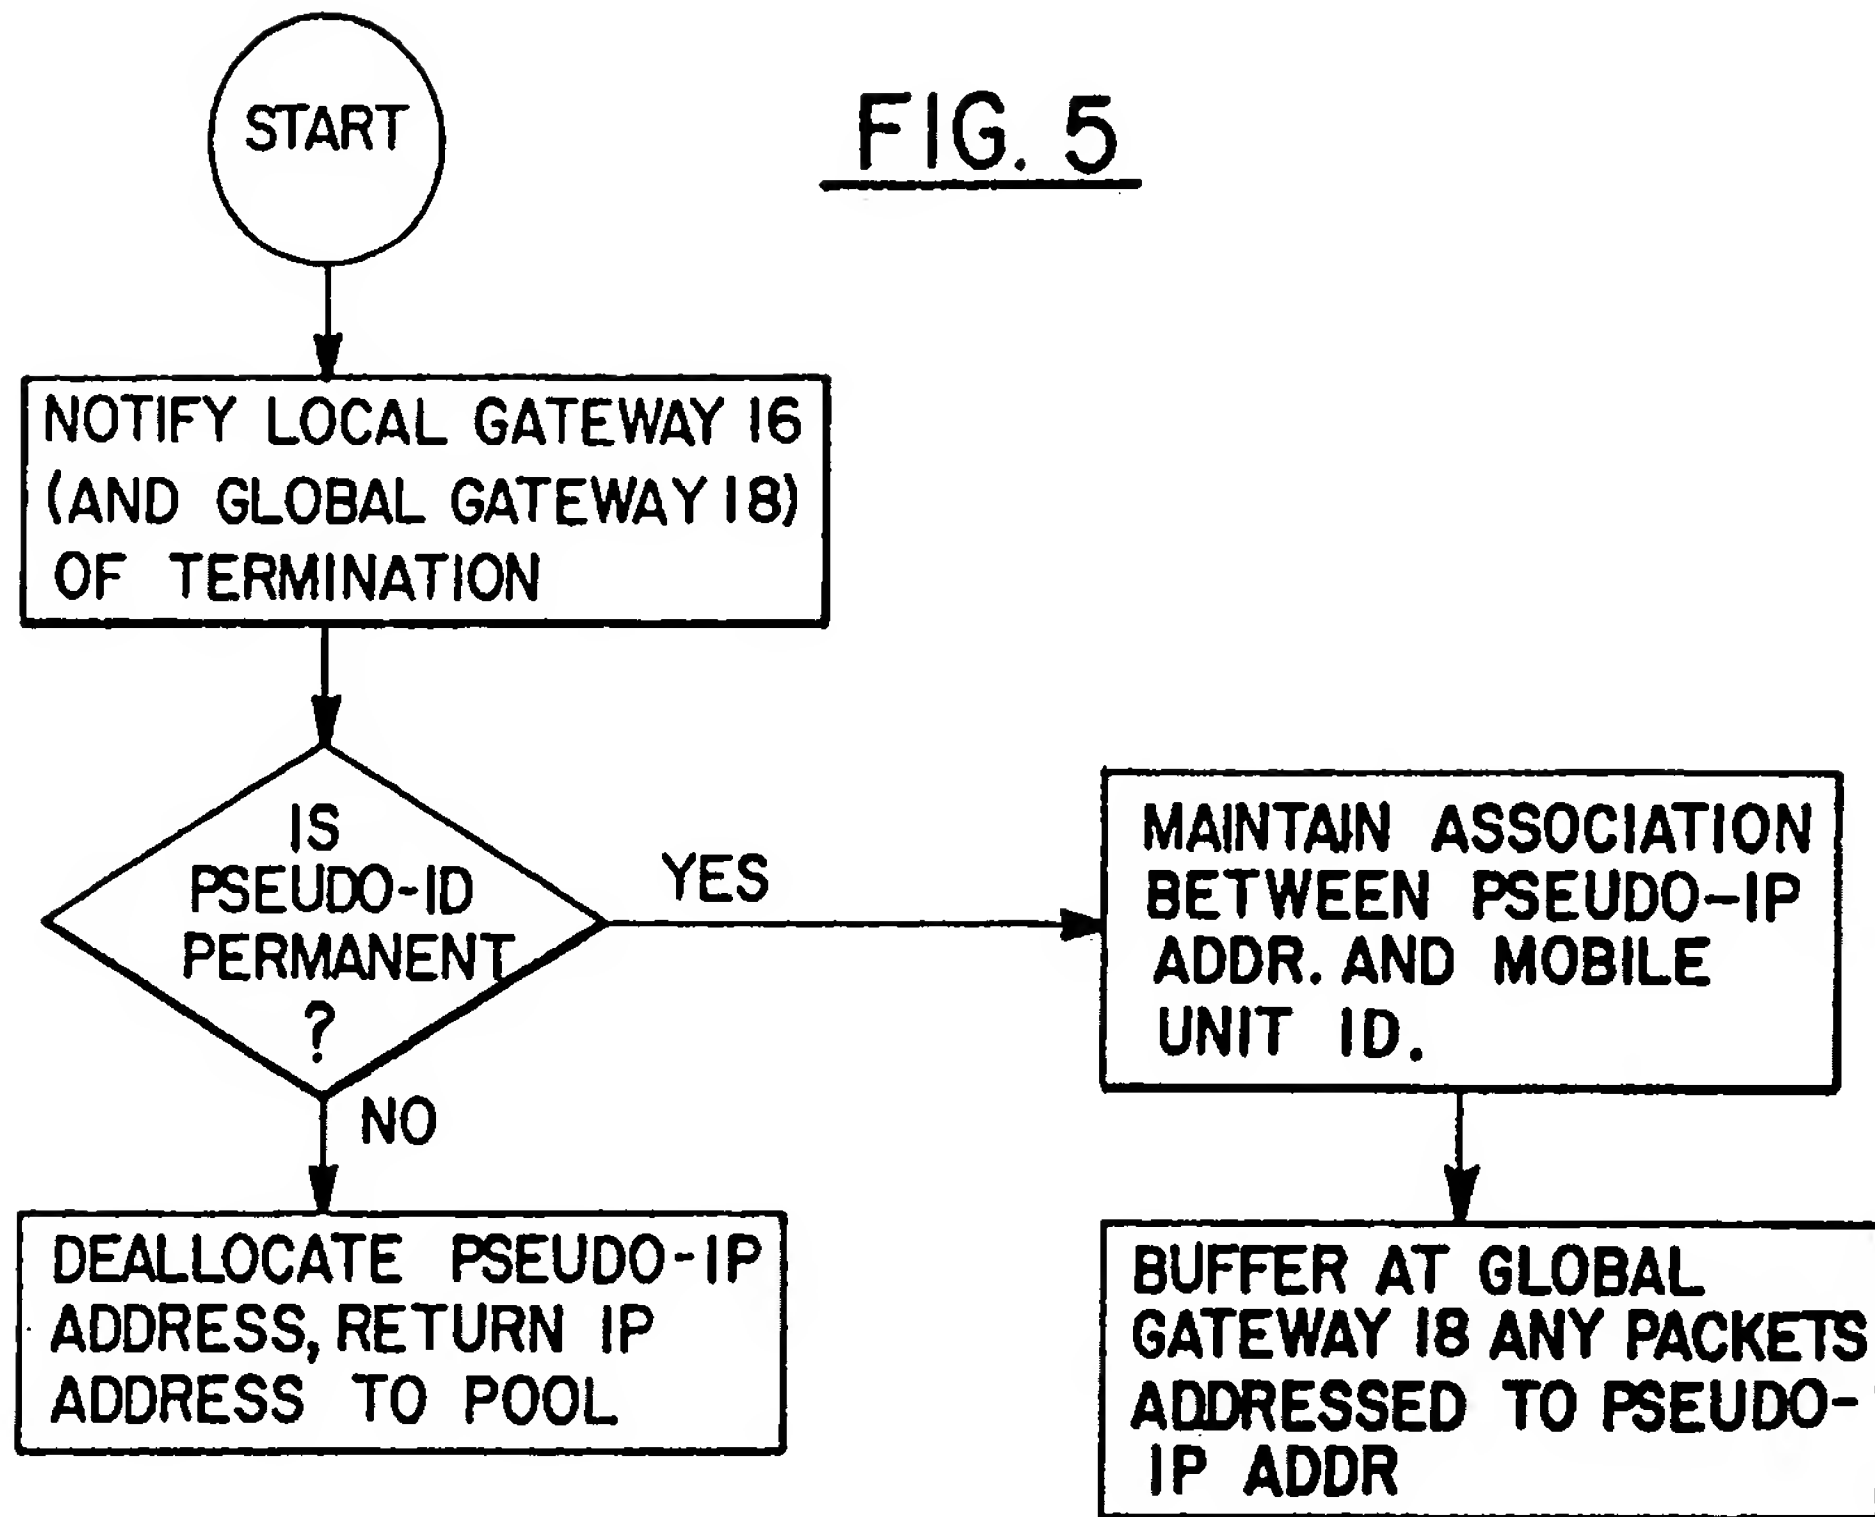 START
FIG. 5
NOTIFY LOCAL GATEWAY 16
(AND GLOBAL GATEWAY 18)
OF TERMINATION
IS
PSEUDO-ID
PERMANENT
?
YES
NO
MAINTAIN ASSOCIATION
BETWEEN PSEUDO-IP
ADDR. AND MOBILE
UNIT ID.
DEALLOCATE PSEUDO-IP
ADDRESS, RETURN IP
ADDRESS TO POOL
BUFFER AT GLOBAL
GATEWAY 18 ANY PACKETS
ADDRESSED TO PSEUDO-
IP ADDR